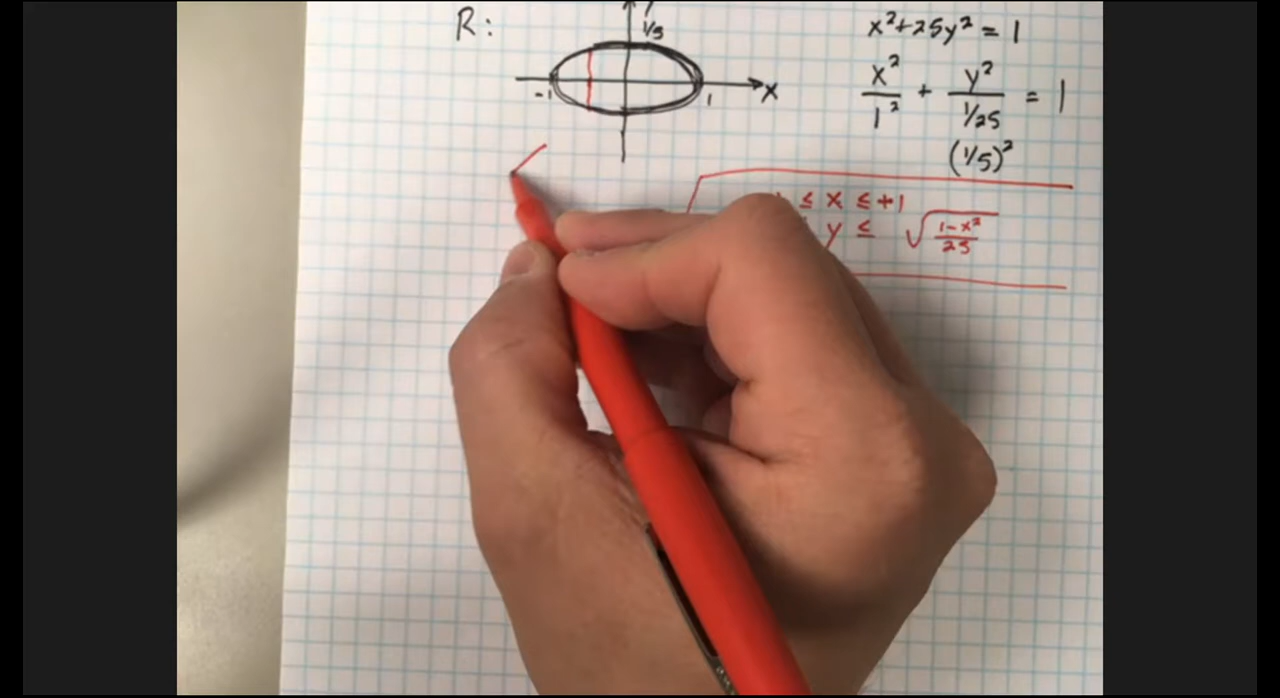 R:
y
1/5
-1
1
x
x²+25y² = 1
x²/1² + y²/(1/25) = 1
(1/5)²
≤ x ≤ +1
y ≤ √((1-x²)/25)